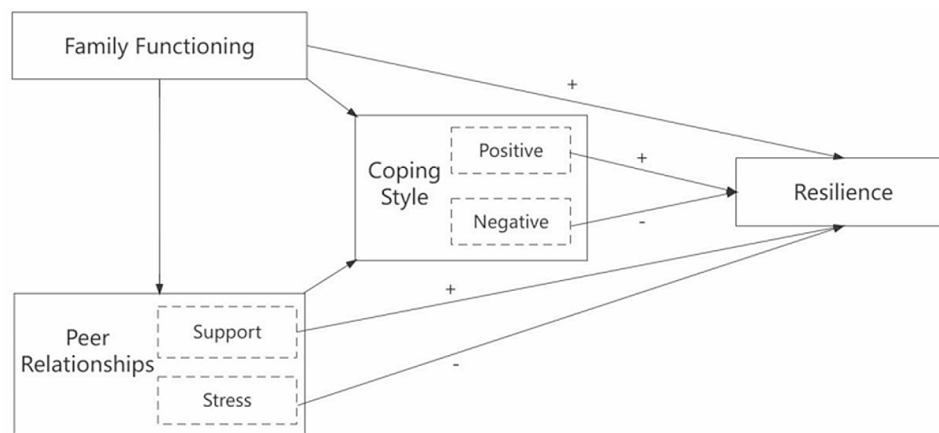 Family Functioning
+
Coping
Style
Positive
+
Negative
-
Resilience
Peer
Relationships
Support
+
Stress
-